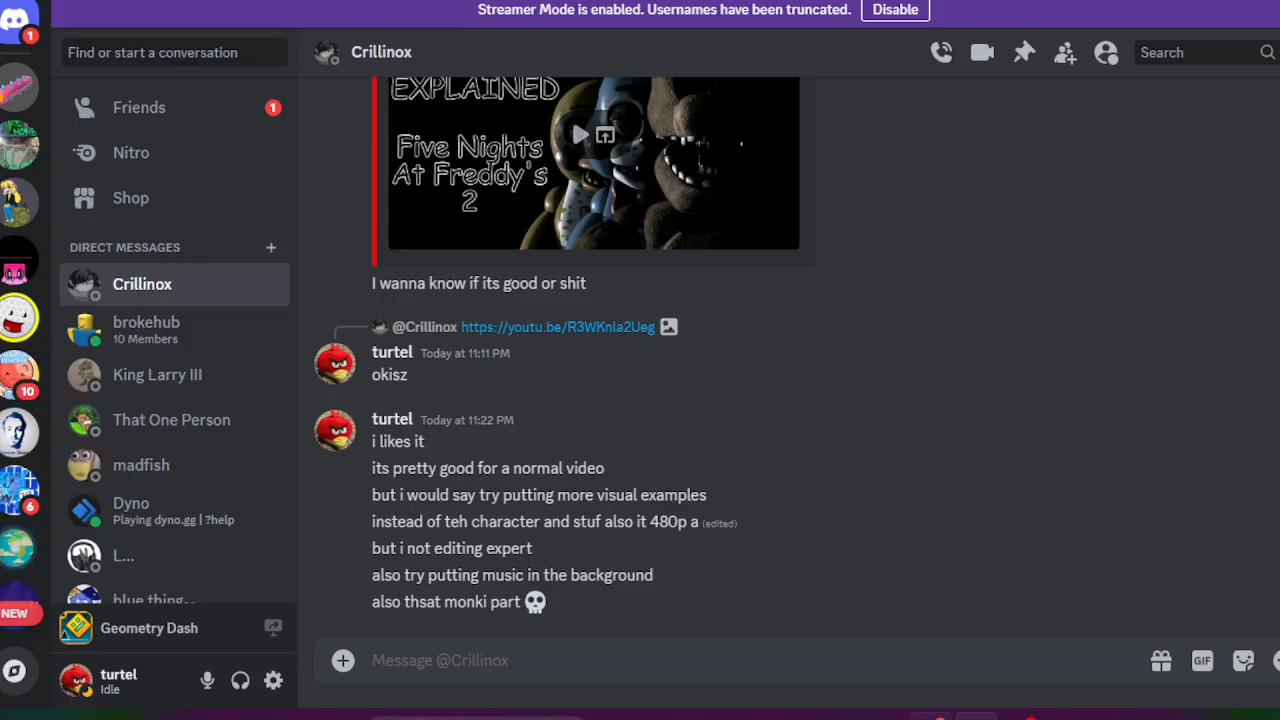 Streamer Mode is enabled. Usernames have been truncated. Disable
1
Find or start a conversation
Crillinox
Search
Friends 1
Nitro
Shop
DIRECT MESSAGES
Crillinox
brokehub
10 Members
King Larry III
That One Person
madfish
Dyno
Playing dyno.gg | ?help
L...
blue thing...
10
6
NEW
Geometry Dash
turtel
Idle
EXPLAINED
Five Nights
At Freddy's
2
I wanna know if its good or shit
@Crillinox https://youtu.be/R3WKnla2Ueg
turtel Today at 11:11 PM
okisz
turtel Today at 11:22 PM
i likes it
its pretty good for a normal video
but i would say try putting more visual examples
instead of teh character and stuf also it 480p a (edited)
but i not editing expert
also try putting music in the background
also thsat monki part 💀
Message @Crillinox
GIF